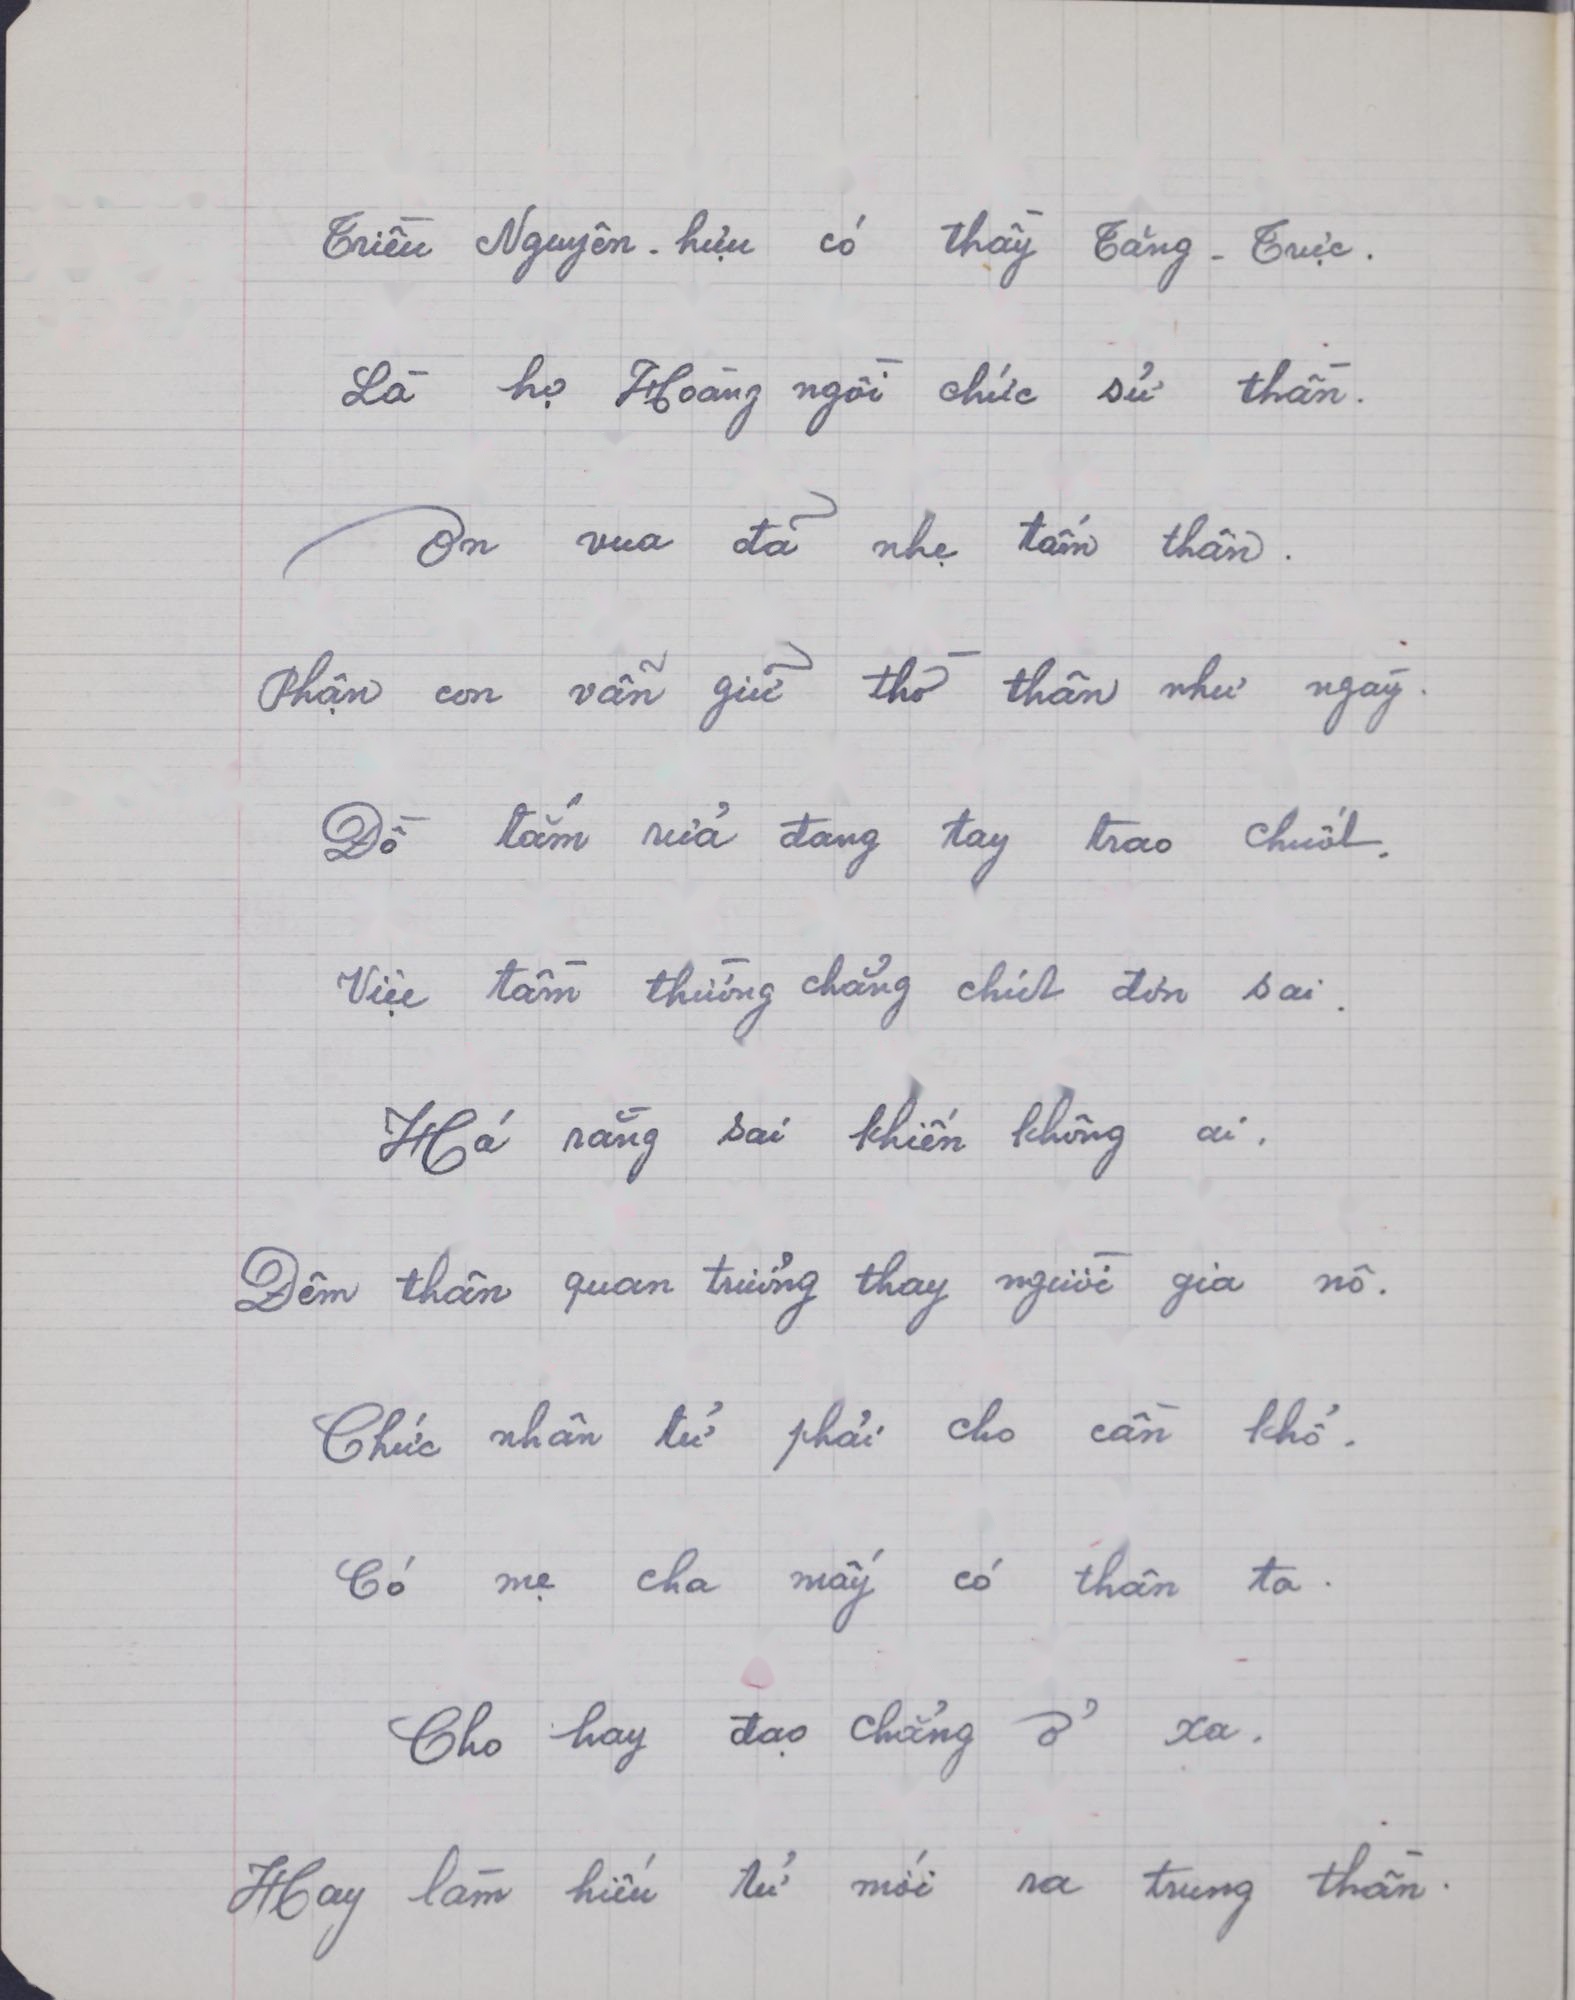 Triều Nguyên-hựu có thầy Tăng-Trực.
Là họ Hoàng ngôi chức sử thần.
Ơn vua đã nhẹ tấm thân.
Phận con vẫn giữ thờ thân như ngày.
Đồ tắm rửa đang tay trao chuốt.
Việc tầm thường chẳng chút đơn sai.
Há rằng sai khiến không ai.
Đêm thân quan trưởng thay người gia nô.
Chức nhân tử phải cho cần khổ.
Có mẹ cha mấy có thân ta.
Cho hay đạo chẳng ở xa.
Hay làm hiếu tử mới ra trung thần.